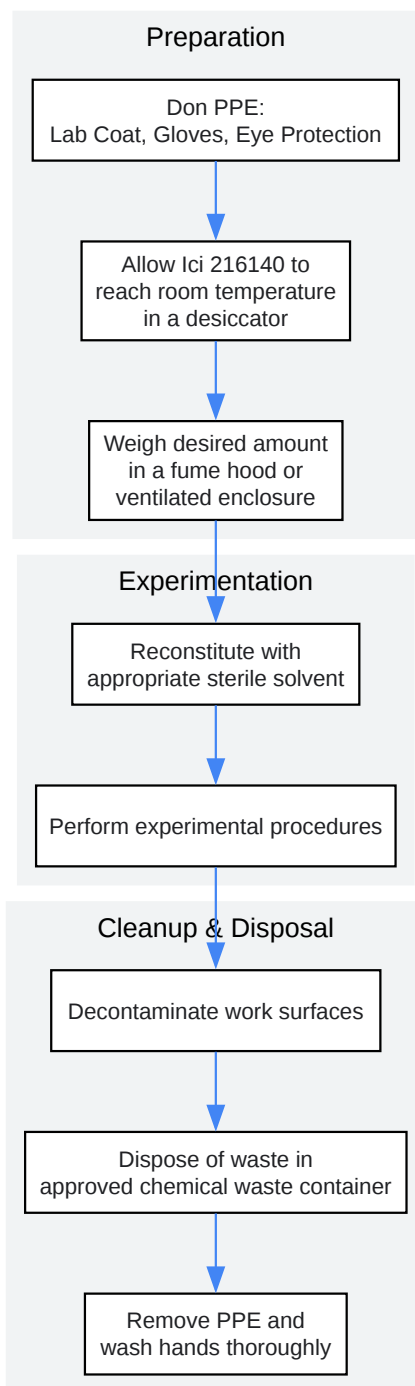 Preparation
Don PPE:
Lab Coat, Gloves, Eye Protection
Allow Ici 216140 to
reach room temperature
in a desiccator
Weigh desired amount
in a fume hood or
ventilated enclosure
Experimentation
Reconstitute with
appropriate sterile solvent
Perform experimental procedures
Cleanup & Disposal
Decontaminate work surfaces
Dispose of waste in
approved chemical waste container
Remove PPE and
wash hands thoroughly